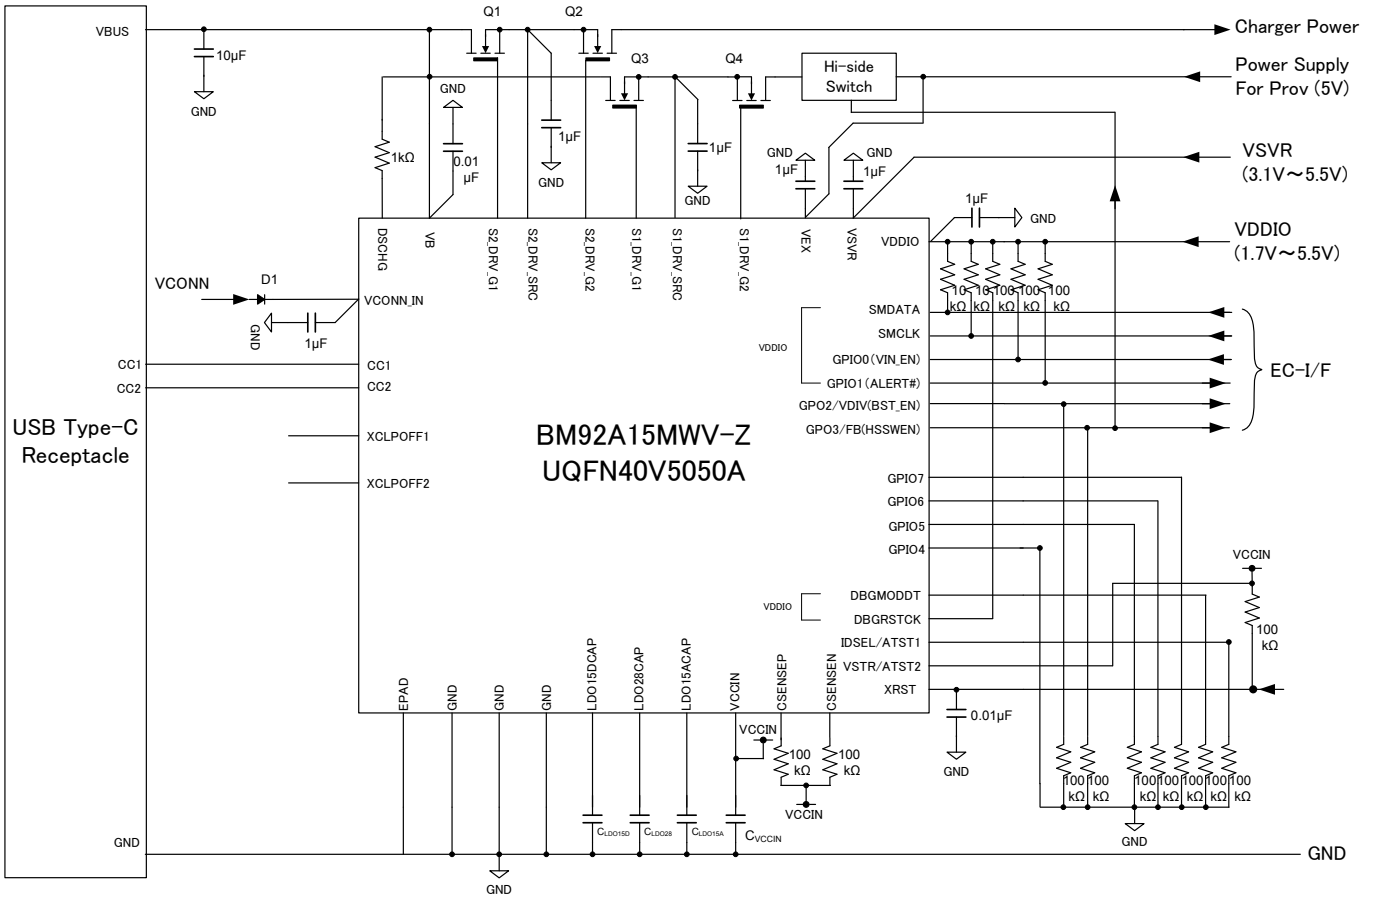 Q1
Q2
Charger Power
VBUS
10µF
GND
Q3
Q4
Hi-side
Switch
Power Supply
For Prov (5V)
GND
1µF
1µF
GND
GND
1kΩ
0.01
µF
GND
GND
1µF
1µF
VSVR
(3.1V～5.5V)
1µF
GND
VDDIO
(1.7V～5.5V)
DSCHG
VB
S2_DRV_G1
S2_DRV_SRC
S2_DRV_G2
S1_DRV_G1
S1_DRV_SRC
S1_DRV_G2
VEX
VSVR
VDDIO
10
kΩ
10
kΩ
100
kΩ
100
kΩ
100
kΩ
VCONN
D1
VCONN_IN
GND
1µF
SMDATA
SMCLK
VDDIO
GPIO0(VIN_EN)
GPIO1(ALERT#)
GPO2/VDIV(BST_EN)
GPO3/FB(HSSWEN)
EC-I/F
CC1
CC1
CC2
CC2
USB Type-C
Receptacle
XCLPOFF1
XCLPOFF2
BM92A15MWV-Z
UQFN40V5050A
GPIO7
GPIO6
GPIO5
GPIO4
VCCIN
VDDIO
DBGMODDT
DBGRSTCK
IDSEL/ATST1
VSTR/ATST2
XRST
100
kΩ
0.01µF
GND
EPAD
GND
GND
GND
LDO15DCAP
LDO28CAP
LDO15ACAP
VCCIN
CSENSEP
CSENSEN
VCCIN
100
kΩ
100
kΩ
VCCIN
100
kΩ
100
kΩ
100
kΩ
100
kΩ
100
kΩ
100
kΩ
100
kΩ
GND
CLDO15D
CLDO28
CLDO15A
CVCCIN
GND
GND
GND